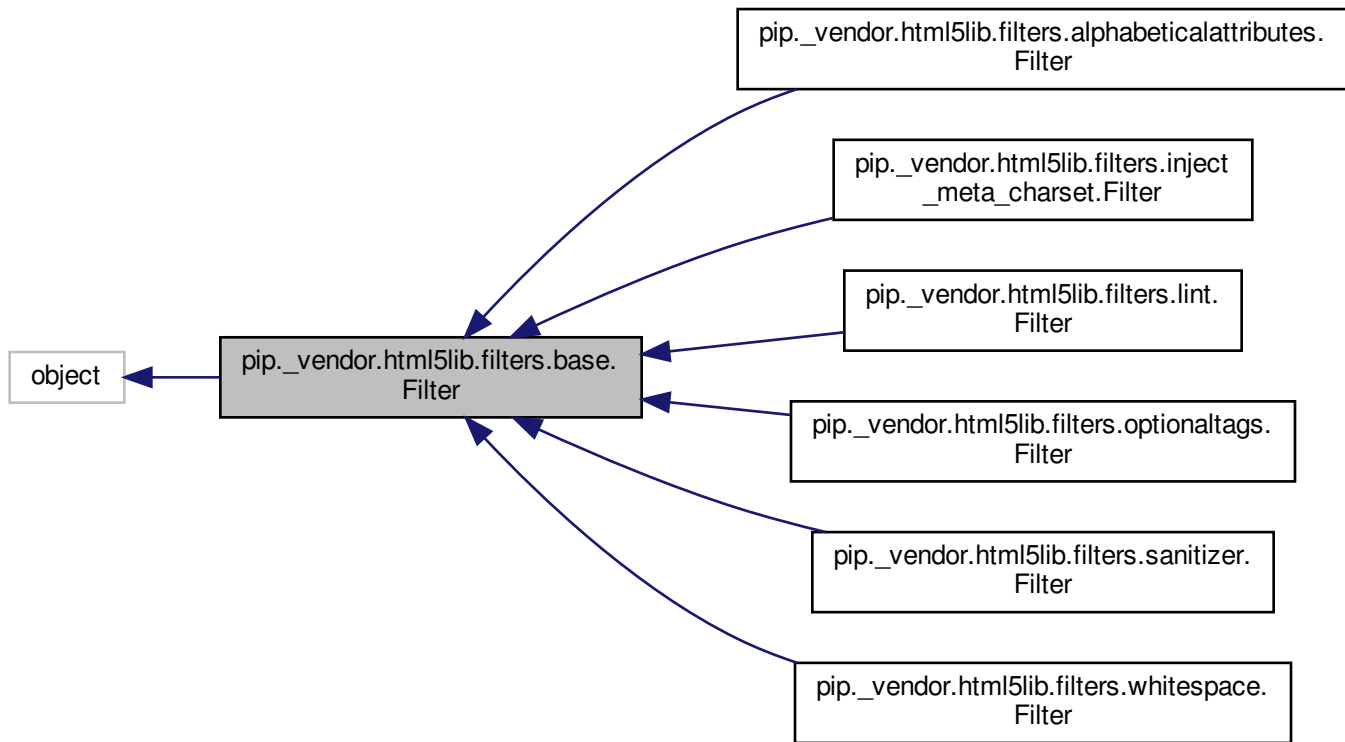 object
pip._vendor.html5lib.filters.base.
Filter
pip._vendor.html5lib.filters.alphabeticalattributes.
Filter
pip._vendor.html5lib.filters.inject
_meta_charset.Filter
pip._vendor.html5lib.filters.lint.
Filter
pip._vendor.html5lib.filters.optionaltags.
Filter
pip._vendor.html5lib.filters.sanitizer.
Filter
pip._vendor.html5lib.filters.whitespace.
Filter